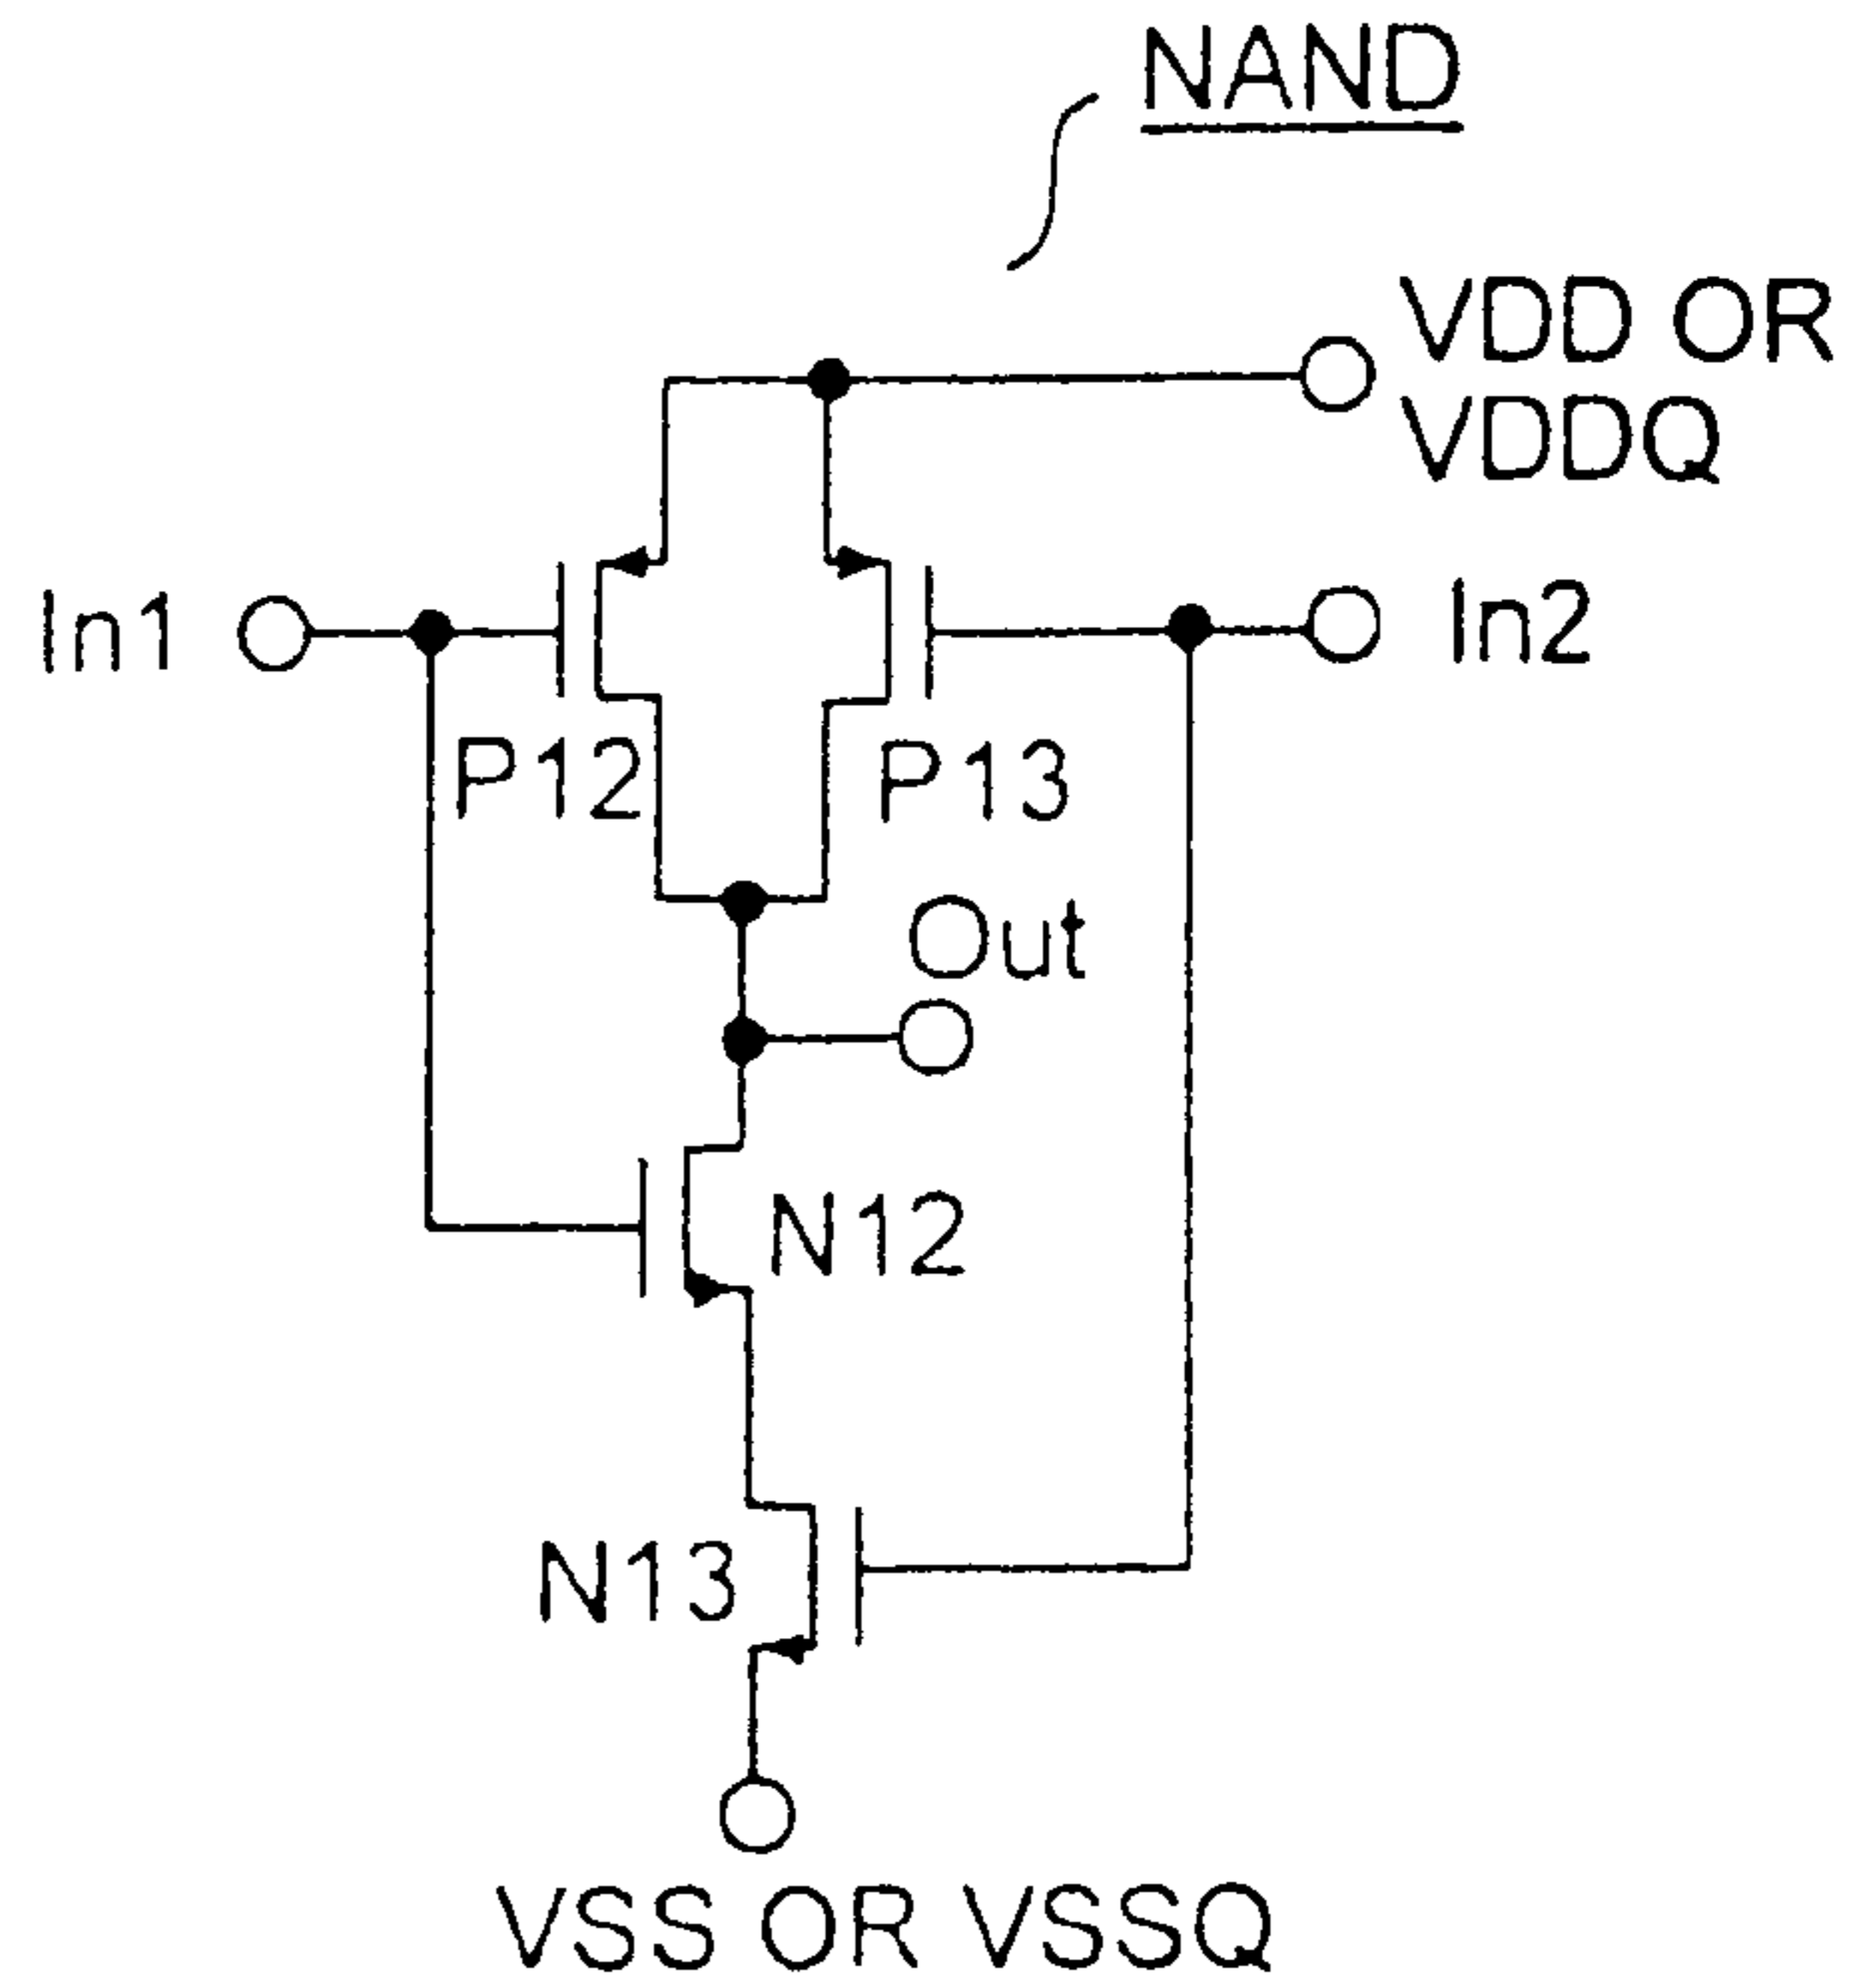 NAND
VDD OR
VDDQ
In1
In2
P12
P13
Out
N12
N13
VSS OR VSSQ